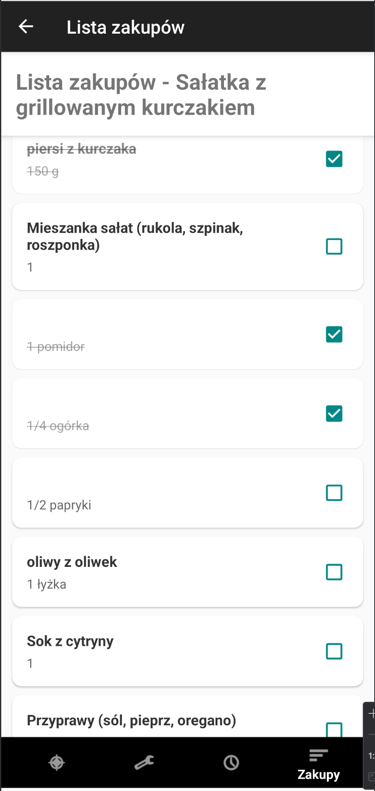 Lista zakupów
Lista zakupów - Sałatka z
grillowanym kurczakiem
piersi z kurczaka
150 g
Mieszanka sałat (rukola, szpinak,
roszponka)
1
1 pomidor
1/4 ogórka
1/2 papryki
oliwy z oliwek
1 łyżka
Sok z cytryny
1
Przyprawy (sól, pieprz, oregano)
Zakupy